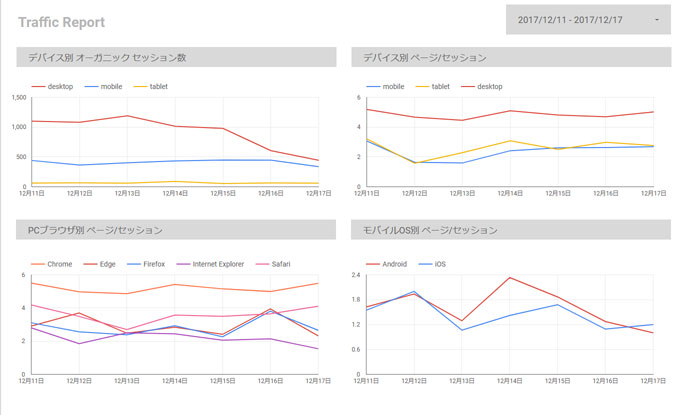 Traffic Report
2017/12/11 - 2017/12/17
デバイス別 オーガニック セッション数
desktop mobile tablet
1,500
1,000
500
0
12月11日 12月12日 12月13日 12月14日 12月15日 12月16日 12月17日
デバイス別 ページ/セッション
mobile tablet desktop
6
4
2
0
12月11日 12月12日 12月13日 12月14日 12月15日 12月16日 12月17日
PCブラウザ別 ページ/セッション
Chrome Edge Firefox Internet Explorer Safari
6
4
2
0
12月11日 12月12日 12月13日 12月14日 12月15日 12月16日 12月17日
モバイルOS別 ページ/セッション
Android iOS
2.4
1.8
1.2
0.6
0
12月11日 12月12日 12月13日 12月14日 12月15日 12月16日 12月17日